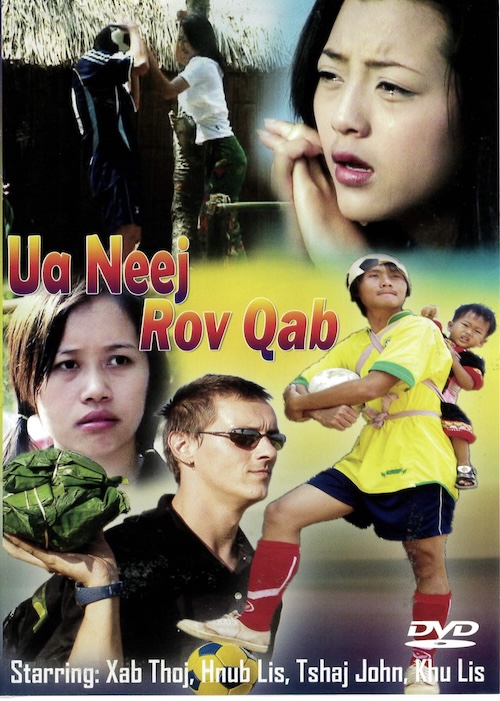 Ua Neej
Rov Qab
DVD
Starring: Xab Thoj, Hnub Lis, Tshaj John, Khu Lis